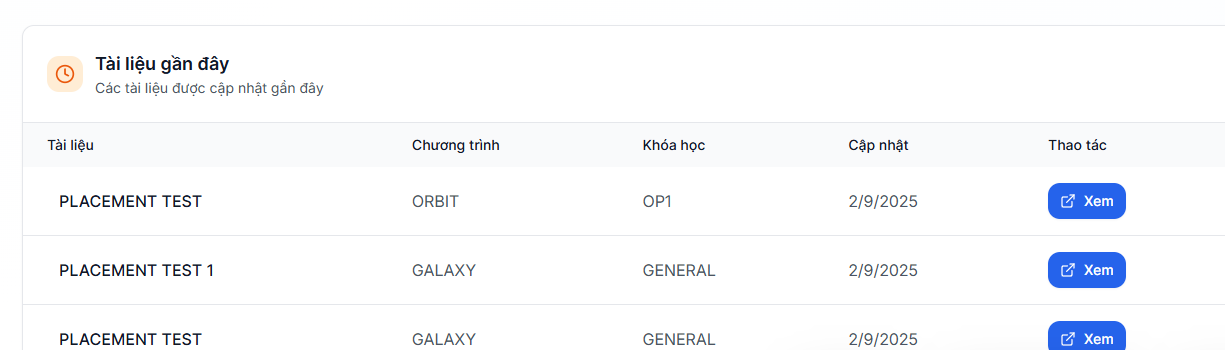 Tài liệu gần đây
Các tài liệu được cập nhật gần đây
Tài liệu Chương trình Khóa học Cập nhật Thao tác
PLACEMENT TEST ORBIT OP1 2/9/2025 Xem
PLACEMENT TEST 1 GALAXY GENERAL 2/9/2025 Xem
PLACEMENT TEST GALAXY GENERAL 2/9/2025 Xem